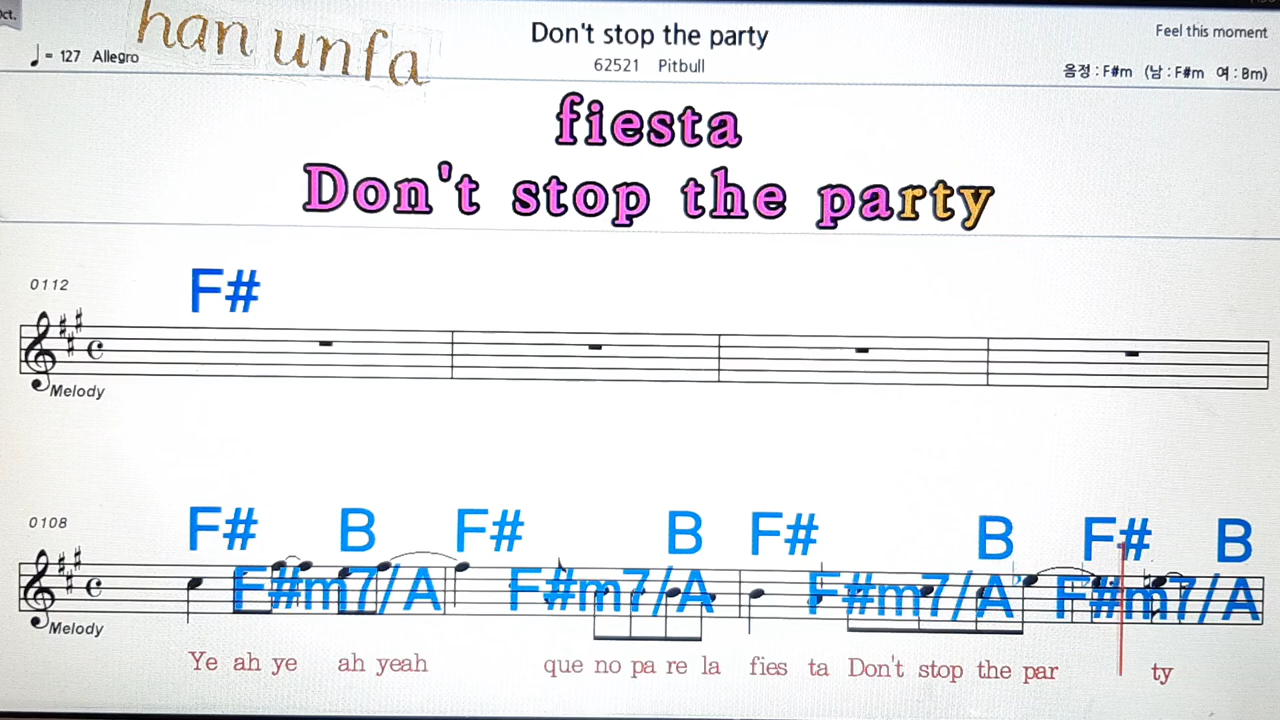 Oct.
han unfa
♩ = 127 Allegro
Don't stop the party
62521 Pitbull
Feel this moment
음정 : F#m (남 : F#m 여 : Bm)
fiesta
Don't stop the party
0112
F#
Melody
0108
F# B F# B F# B F# B
F#m7/A F#m7/A F#m7/A F#m7/A
Melody
Ye ah ye ah yeah que no pa re la fies ta Don't stop the par ty